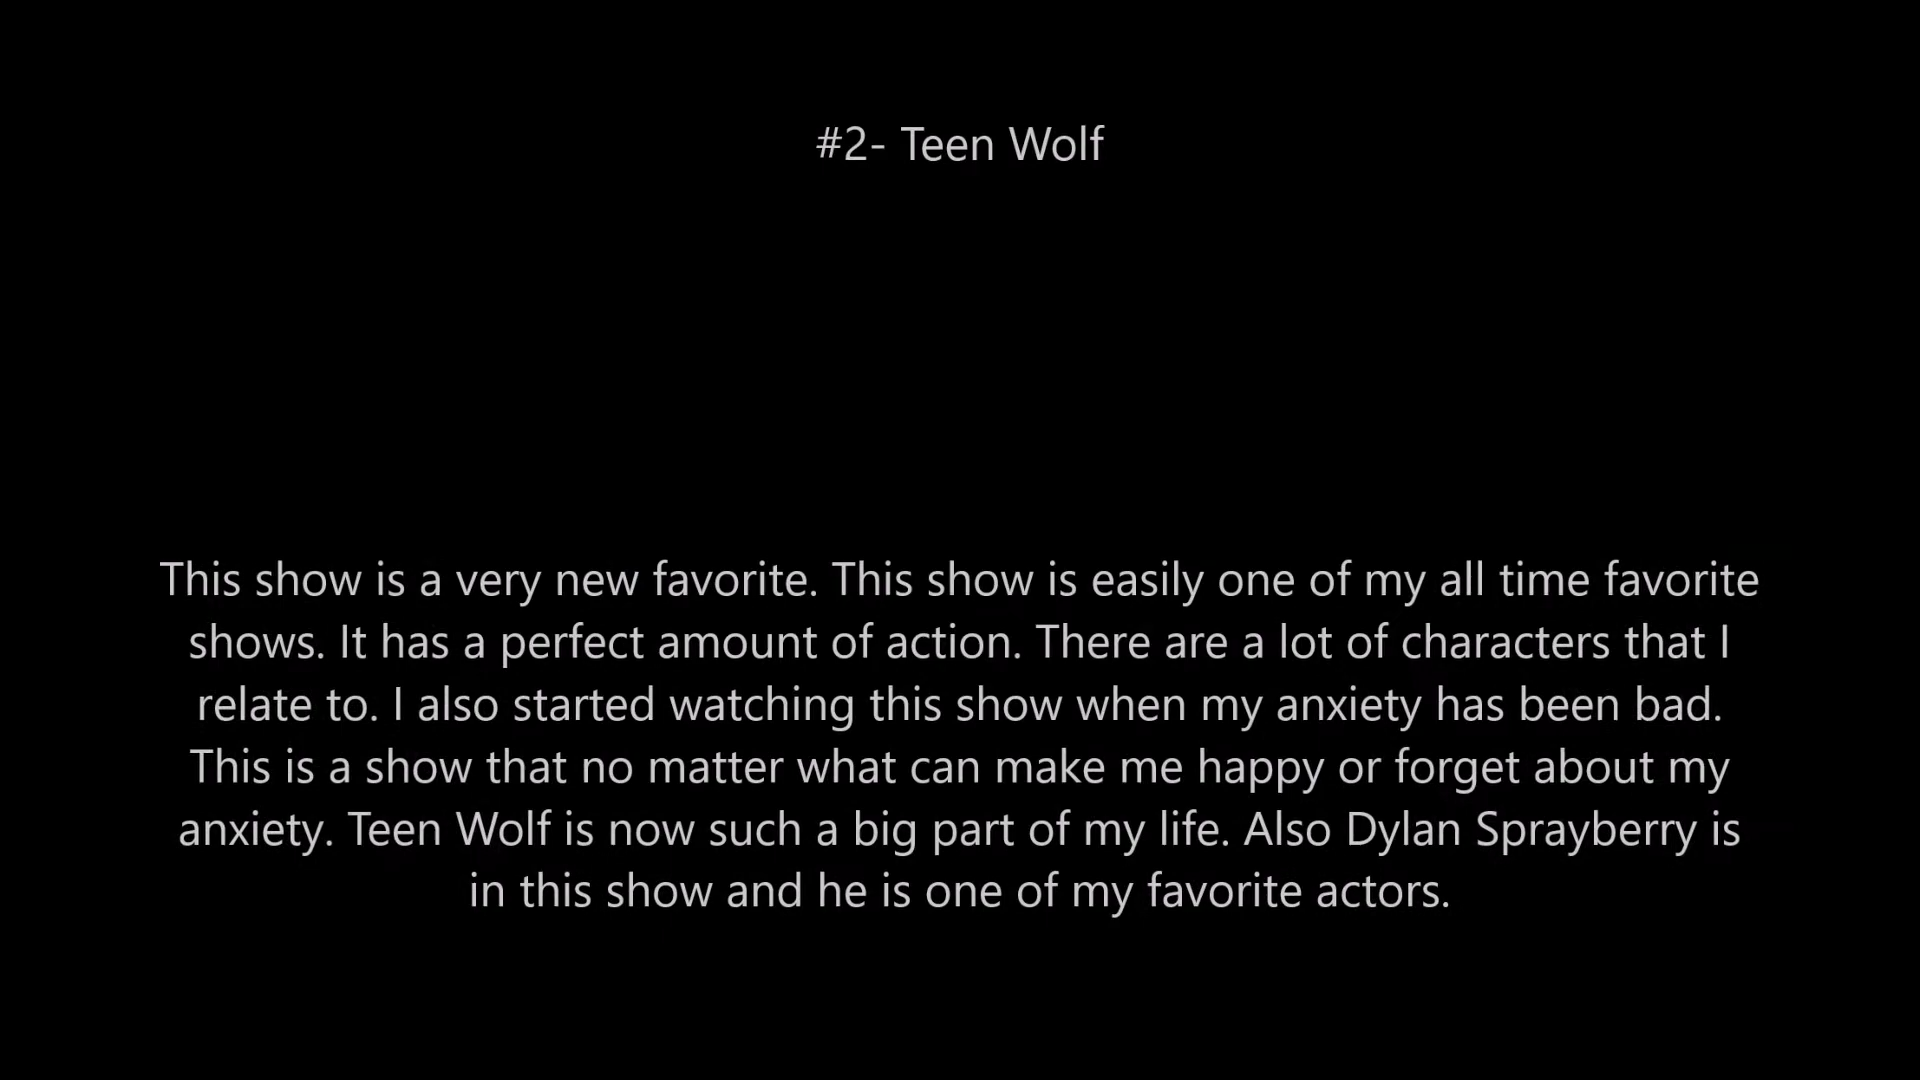 #2- Teen Wolf
This show is a very new favorite. This show is easily one of my all time favorite
shows. It has a perfect amount of action. There are a lot of characters that I
relate to. I also started watching this show when my anxiety has been bad.
This is a show that no matter what can make me happy or forget about my
anxiety. Teen Wolf is now such a big part of my life. Also Dylan Sprayberry is
in this show and he is one of my favorite actors.